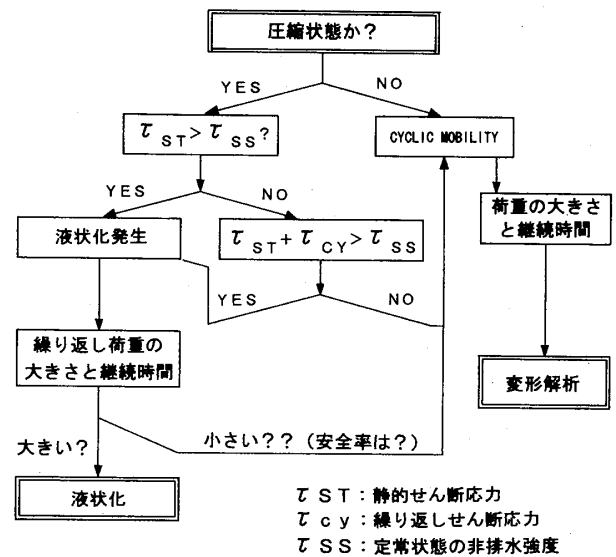 圧縮状態か?
YES
NO
τST>τSS?
CYCLIC MOBILITY
YES
NO
液状化発生
τST+τCY>τSS
荷重の大きさ
と継続時間
YES
NO
繰り返し荷重の
大きさと継続時間
変形解析
大きい?
小さい??(安全率は?)
液状化
τST:静的せん断応力
τcy:繰り返しせん断応力
τSS:定常状態の非排水強度